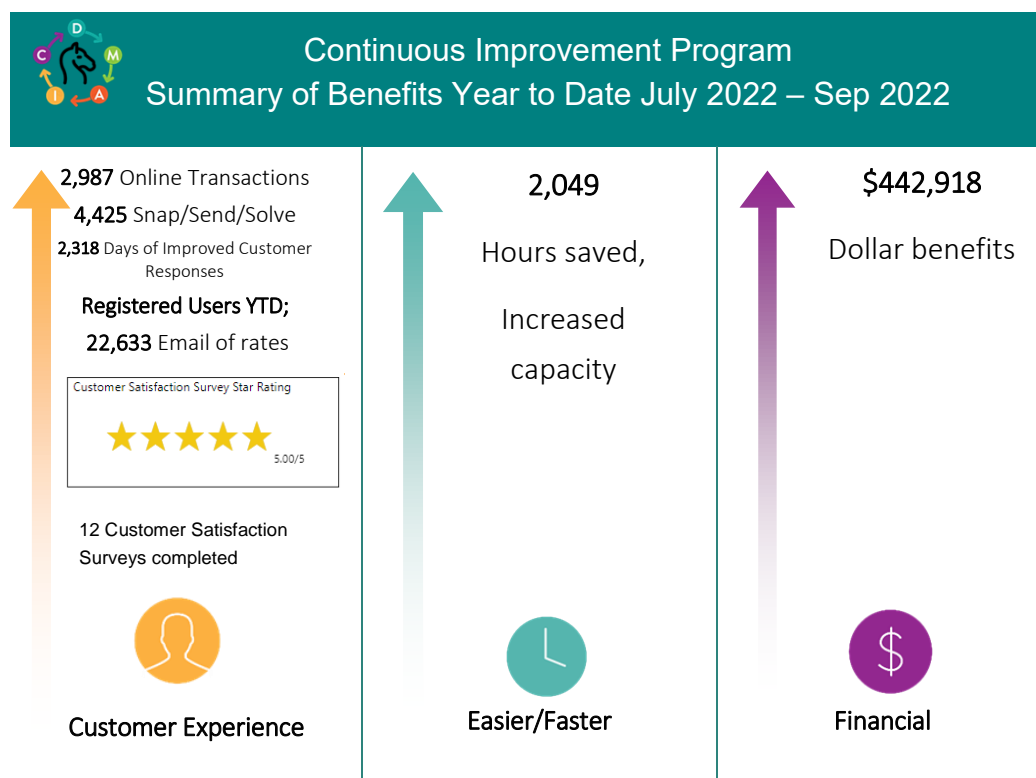 D
C
M
I
A
Continuous Improvement Program
Summary of Benefits Year to Date July 2022 – Sep 2022
2,987 Online Transactions
4,425 Snap/Send/Solve
2,318 Days of Improved Customer
Responses
Registered Users YTD;
22,633 Email of rates
Customer Satisfaction Survey Star Rating
5.00/5
12 Customer Satisfaction
Surveys completed
Customer Experience
2,049
Hours saved,
Increased
capacity
Easier/Faster
$442,918
Dollar benefits
$
Financial